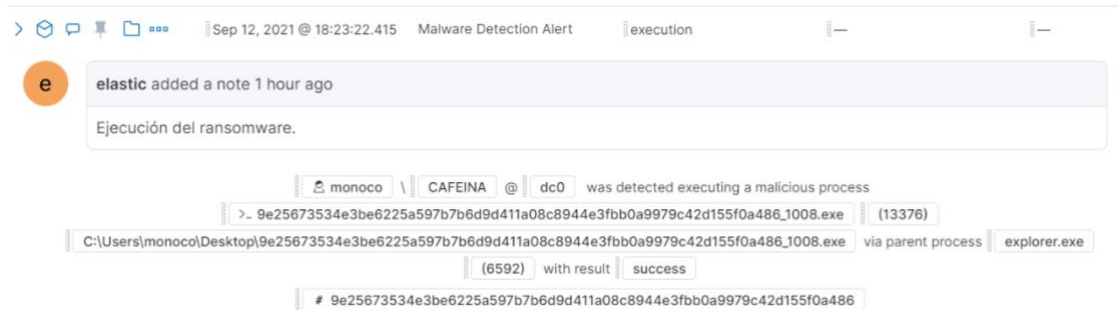 Sep 12, 2021 @ 18:23:22.415 Malware Detection Alert execution — —
e
elastic added a note 1 hour ago
Ejecución del ransomware.
monoco \ CAFEINA @ dc0 was detected executing a malicious process
>_ 9e25673534e3be6225a597b7b6d9d411a08c8944e3fbb0a9979c42d155f0a486_1008.exe (13376)
C:\Users\monoco\Desktop\9e25673534e3be6225a597b7b6d9d411a08c8944e3fbb0a9979c42d155f0a486_1008.exe via parent process explorer.exe
(6592) with result success
# 9e25673534e3be6225a597b7b6d9d411a08c8944e3fbb0a9979c42d155f0a486